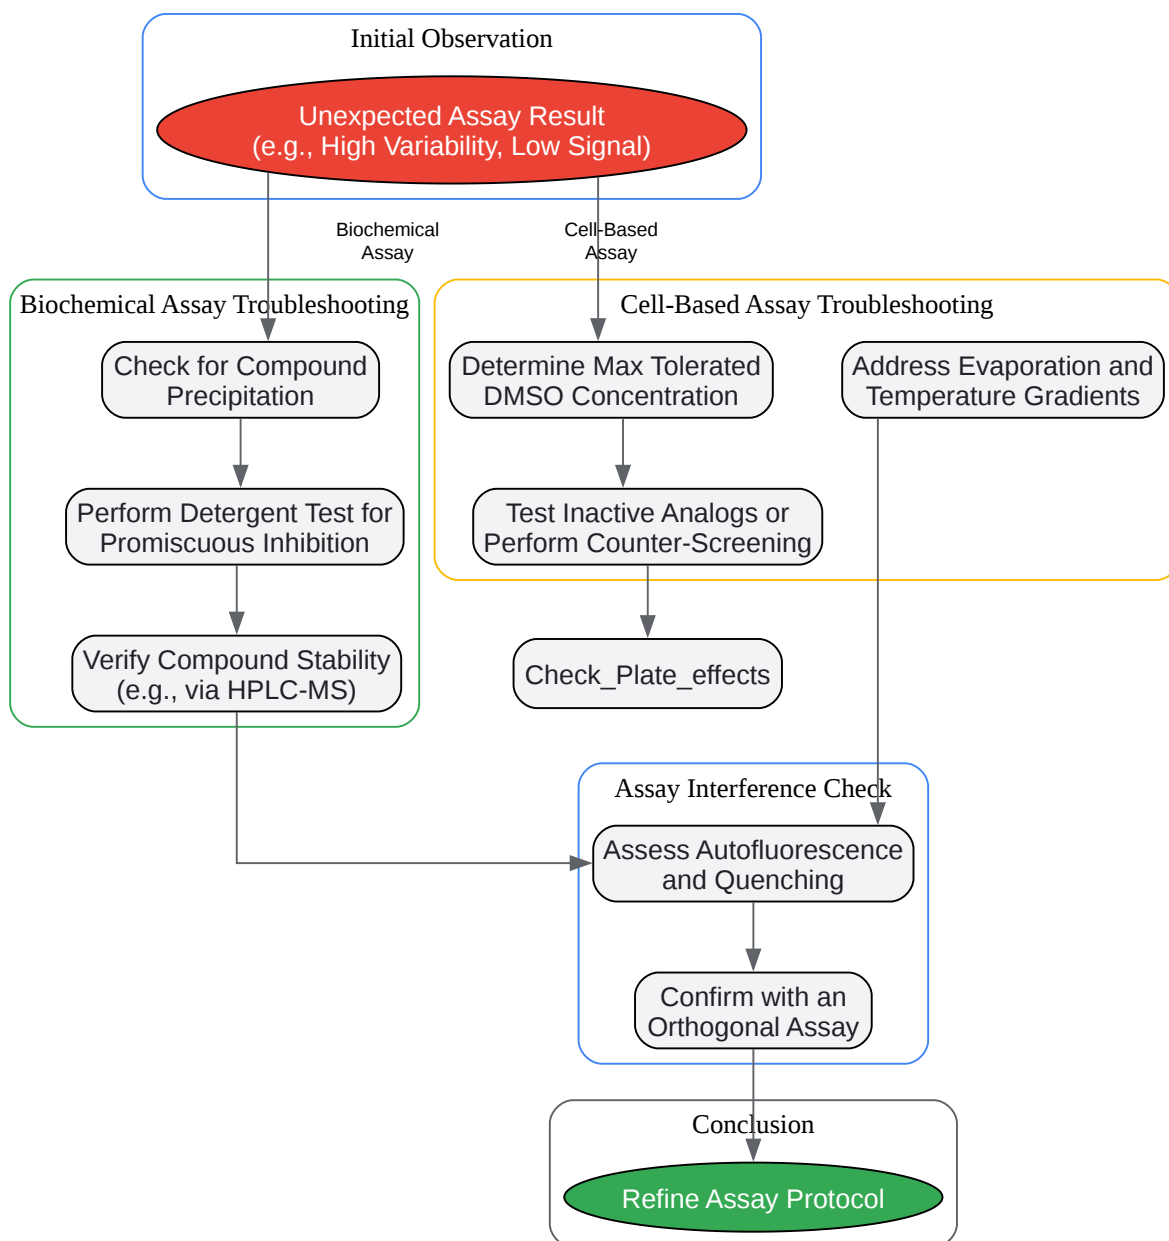 Initial Observation
Unexpected Assay Result
(e.g., High Variability, Low Signal)
Biochemical
Assay
Cell-Based
Assay
Biochemical Assay Troubleshooting
Check for Compound
Precipitation
Perform Detergent Test for
Promiscuous Inhibition
Verify Compound Stability
(e.g., via HPLC-MS)
Cell-Based Assay Troubleshooting
Determine Max Tolerated
DMSO Concentration
Address Evaporation and
Temperature Gradients
Test Inactive Analogs or
Perform Counter-Screening
Check_Plate_effects
Assay Interference Check
Assess Autofluorescence
and Quenching
Confirm with an
Orthogonal Assay
Conclusion
Refine Assay Protocol